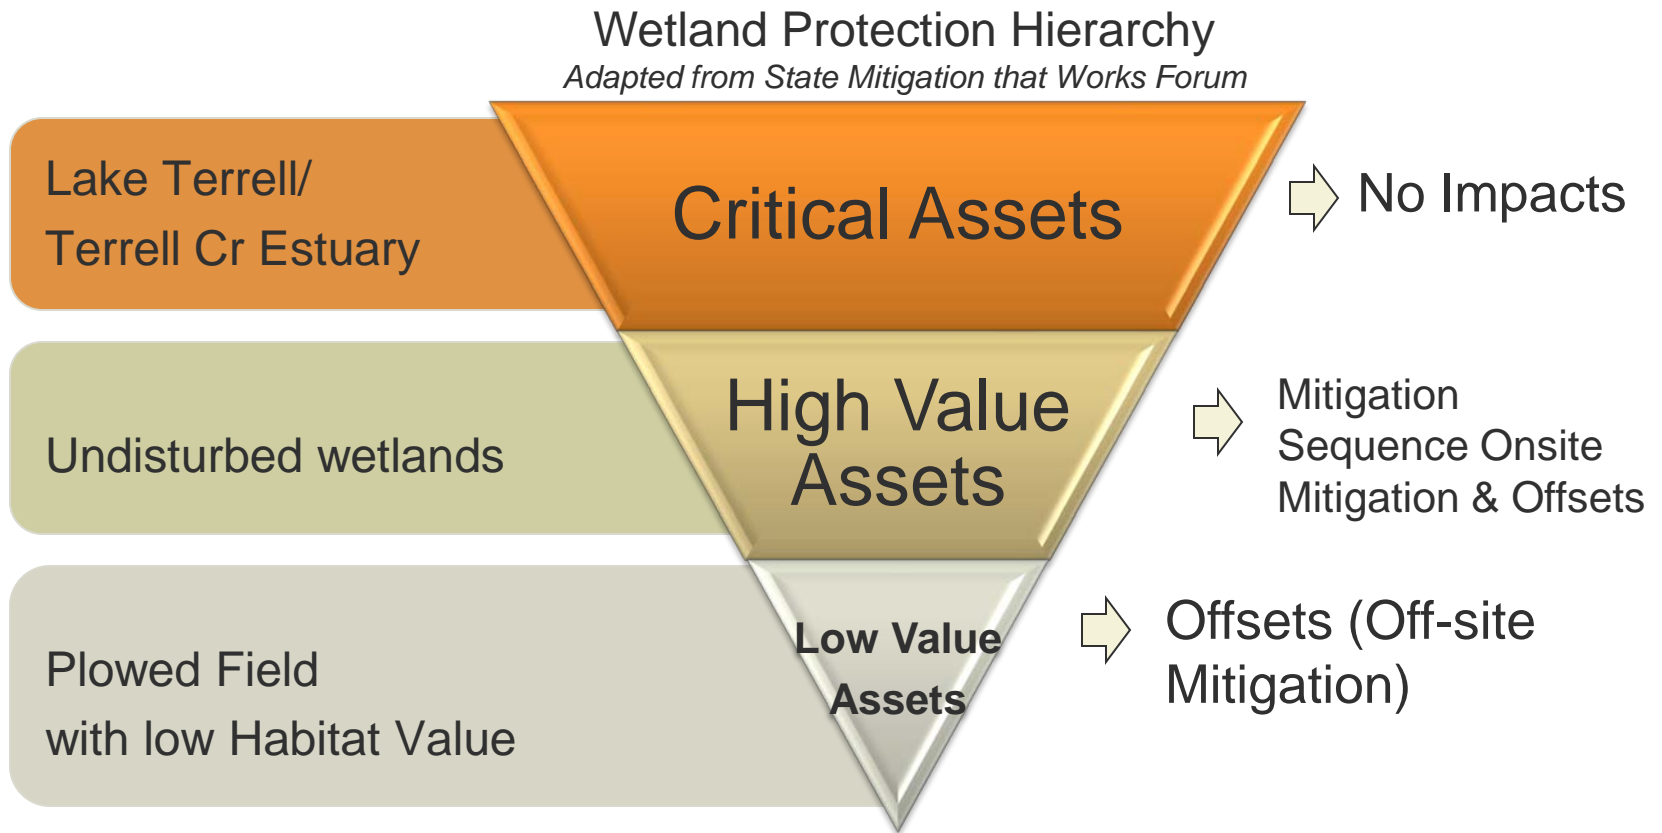 Wetland Protection Hierarchy
Adapted from State Mitigation that Works Forum
Lake Terrell/
Terrell Cr Estuary
Critical Assets
No Impacts
Undisturbed wetlands
High Value
Assets
Mitigation
Sequence Onsite
Mitigation & Offsets
Plowed Field
with low Habitat Value
Low Value
Assets
Offsets (Off-site
Mitigation)